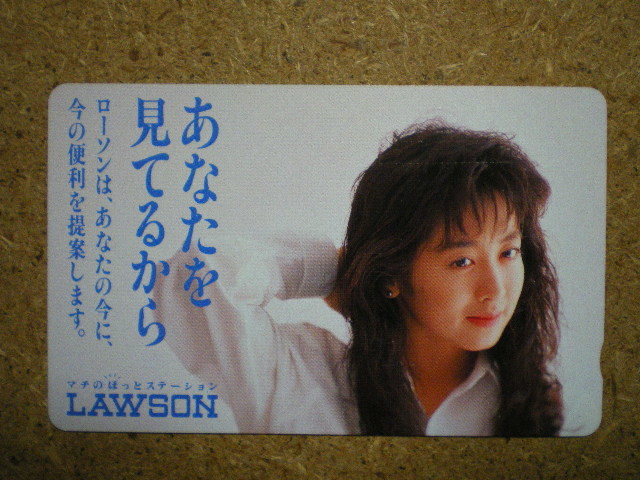 あなたを
見てるから
ローソンは、あなたの今に、
今の便利を提案します。
マチのほっとステーション
LAWSON